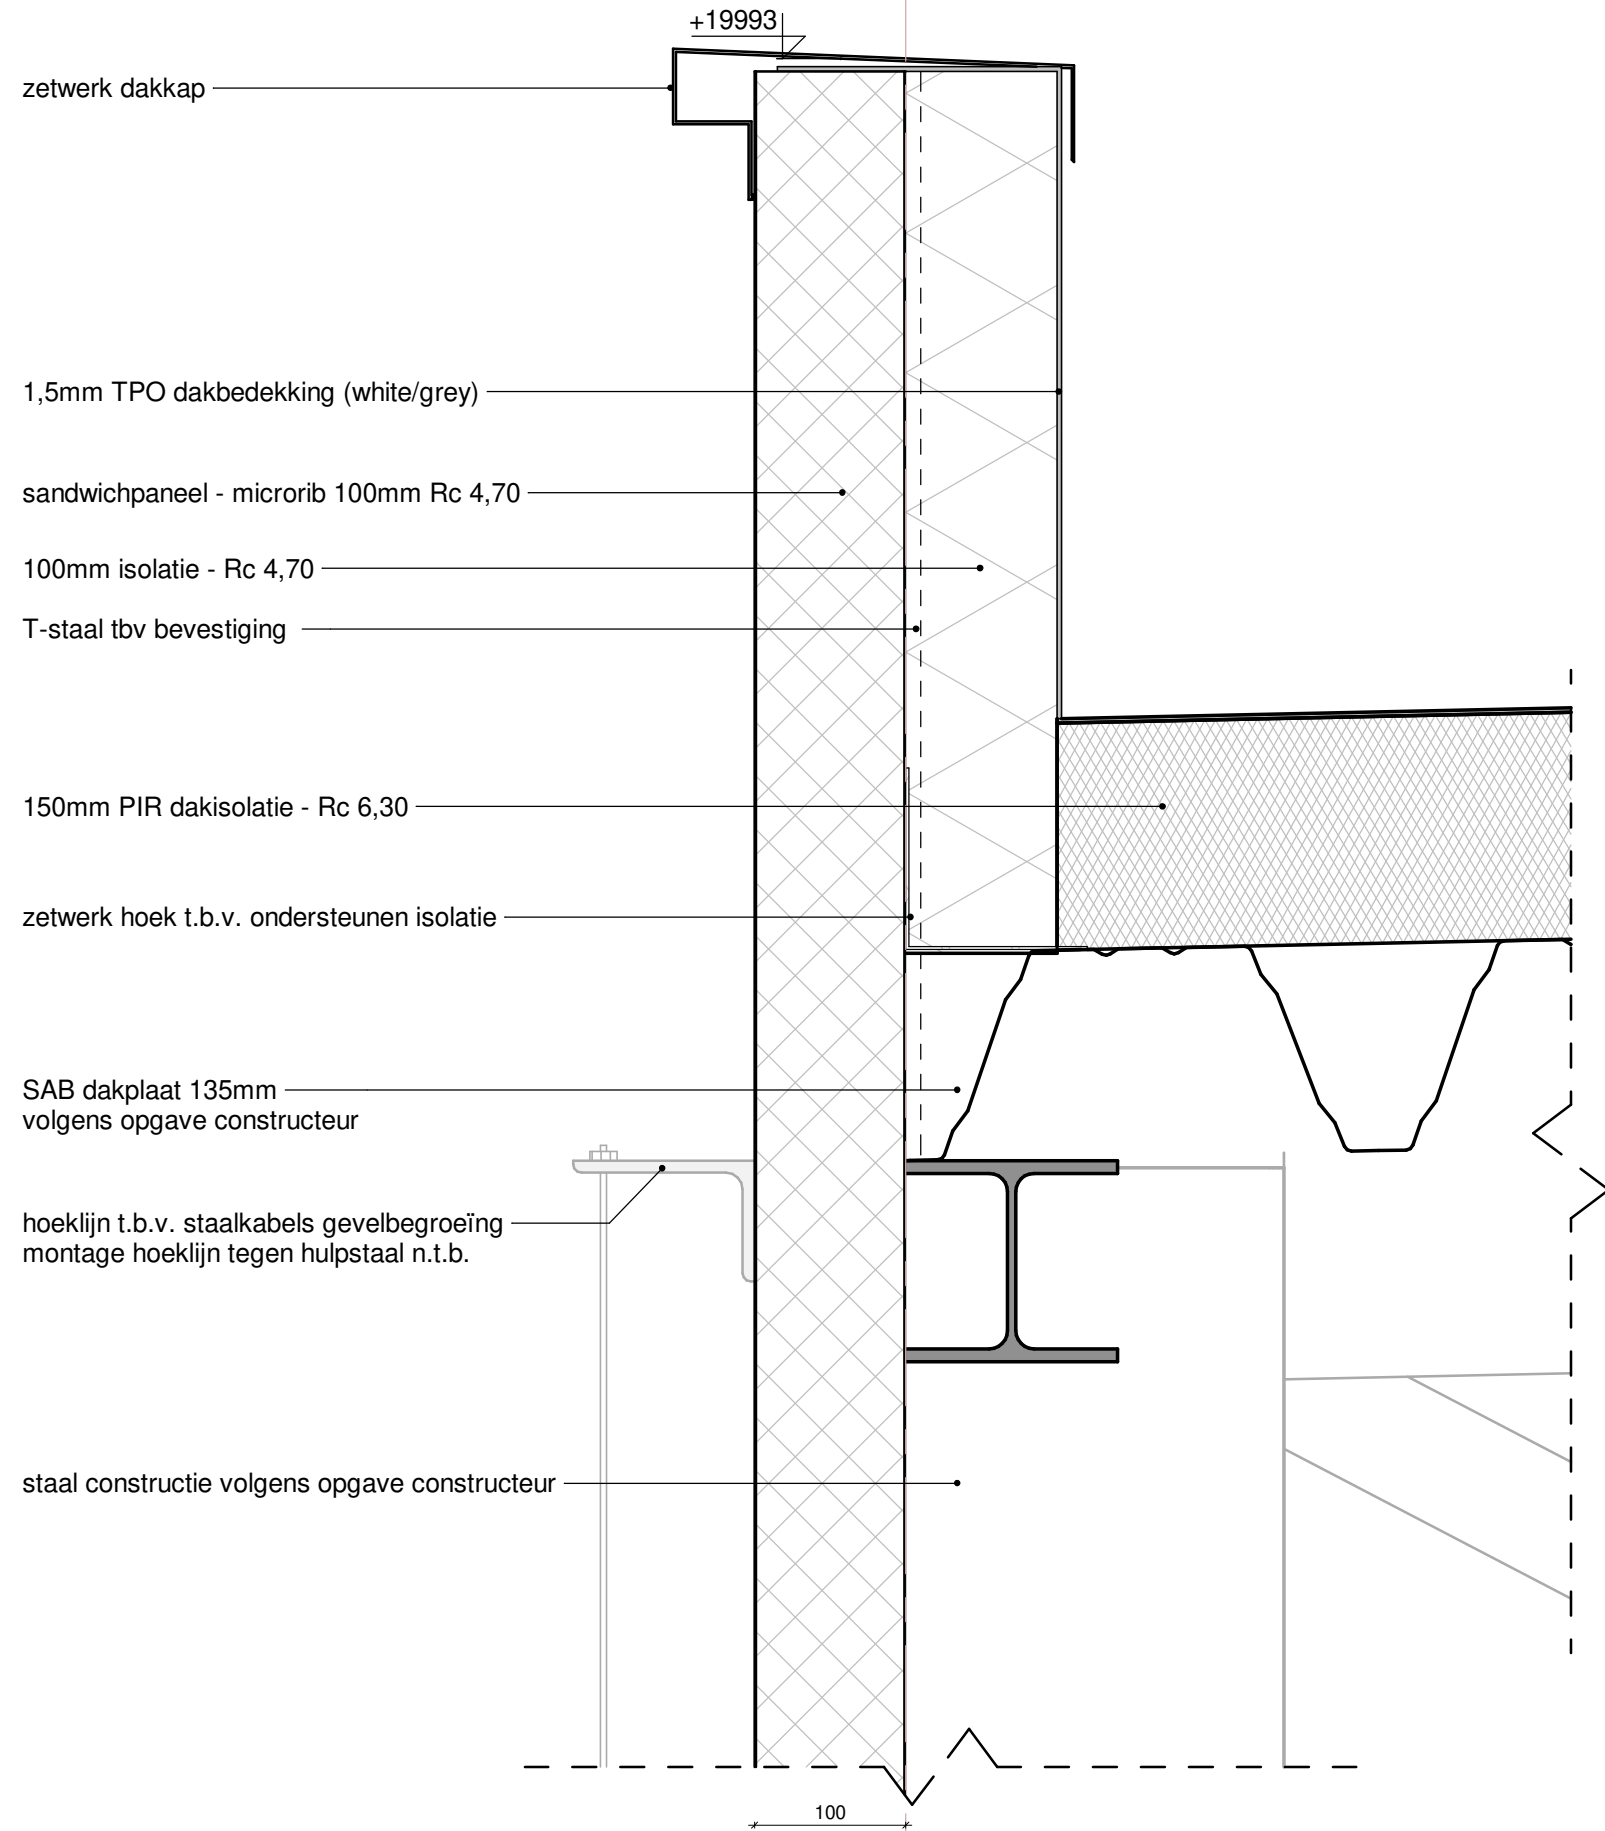 +19993
zetwerk dakkap
1,5mm TPO dakbedekking (white/grey)
sandwichpaneel - microrib 100mm Rc 4,70
100mm isolatie - Rc 4,70
T-staal tbv bevestiging
150mm PIR dakisolatie - Rc 6,30
zetwerk hoek t.b.v. ondersteunen isolatie
SAB dakplaat 135mm
volgens opgave constructeur
hoeklijn t.b.v. staalkabels gevelbegroeïng
montage hoeklijn tegen hulpstaal n.t.b.
staal constructie volgens opgave constructeur
100